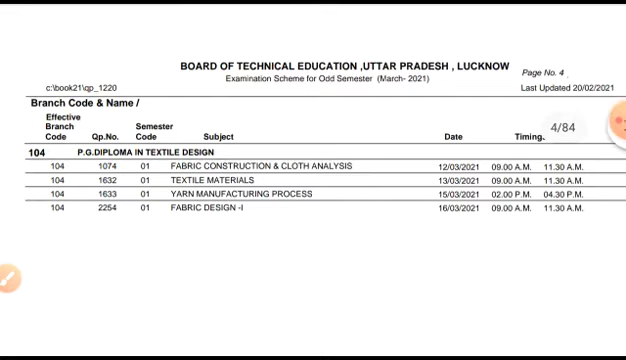 BOARD OF TECHNICAL EDUCATION ,UTTAR PRADESH , LUCKNOW
Page No. 4
Examination Scheme for Odd Semester (March- 2021)
c:\book21\qp_1220 Last Updated 20/02/2021
Branch Code & Name /
Effective
Branch Semester
Code Qp.No. Code Subject Date Timing.
4/84
104 P.G.DIPLOMA IN TEXTILE DESIGN
104 1074 01 FABRIC CONSTRUCTION & CLOTH ANALYSIS 12/03/2021 09.00 A.M. 11.30 A.M.
104 1632 01 TEXTILE MATERIALS 13/03/2021 09.00 A.M. 11.30 A.M.
104 1633 01 YARN MANUFACTURING PROCESS 15/03/2021 02.00 P.M. 04.30 P.M.
104 2254 01 FABRIC DESIGN -I 16/03/2021 09.00 A.M. 11.30 A.M.